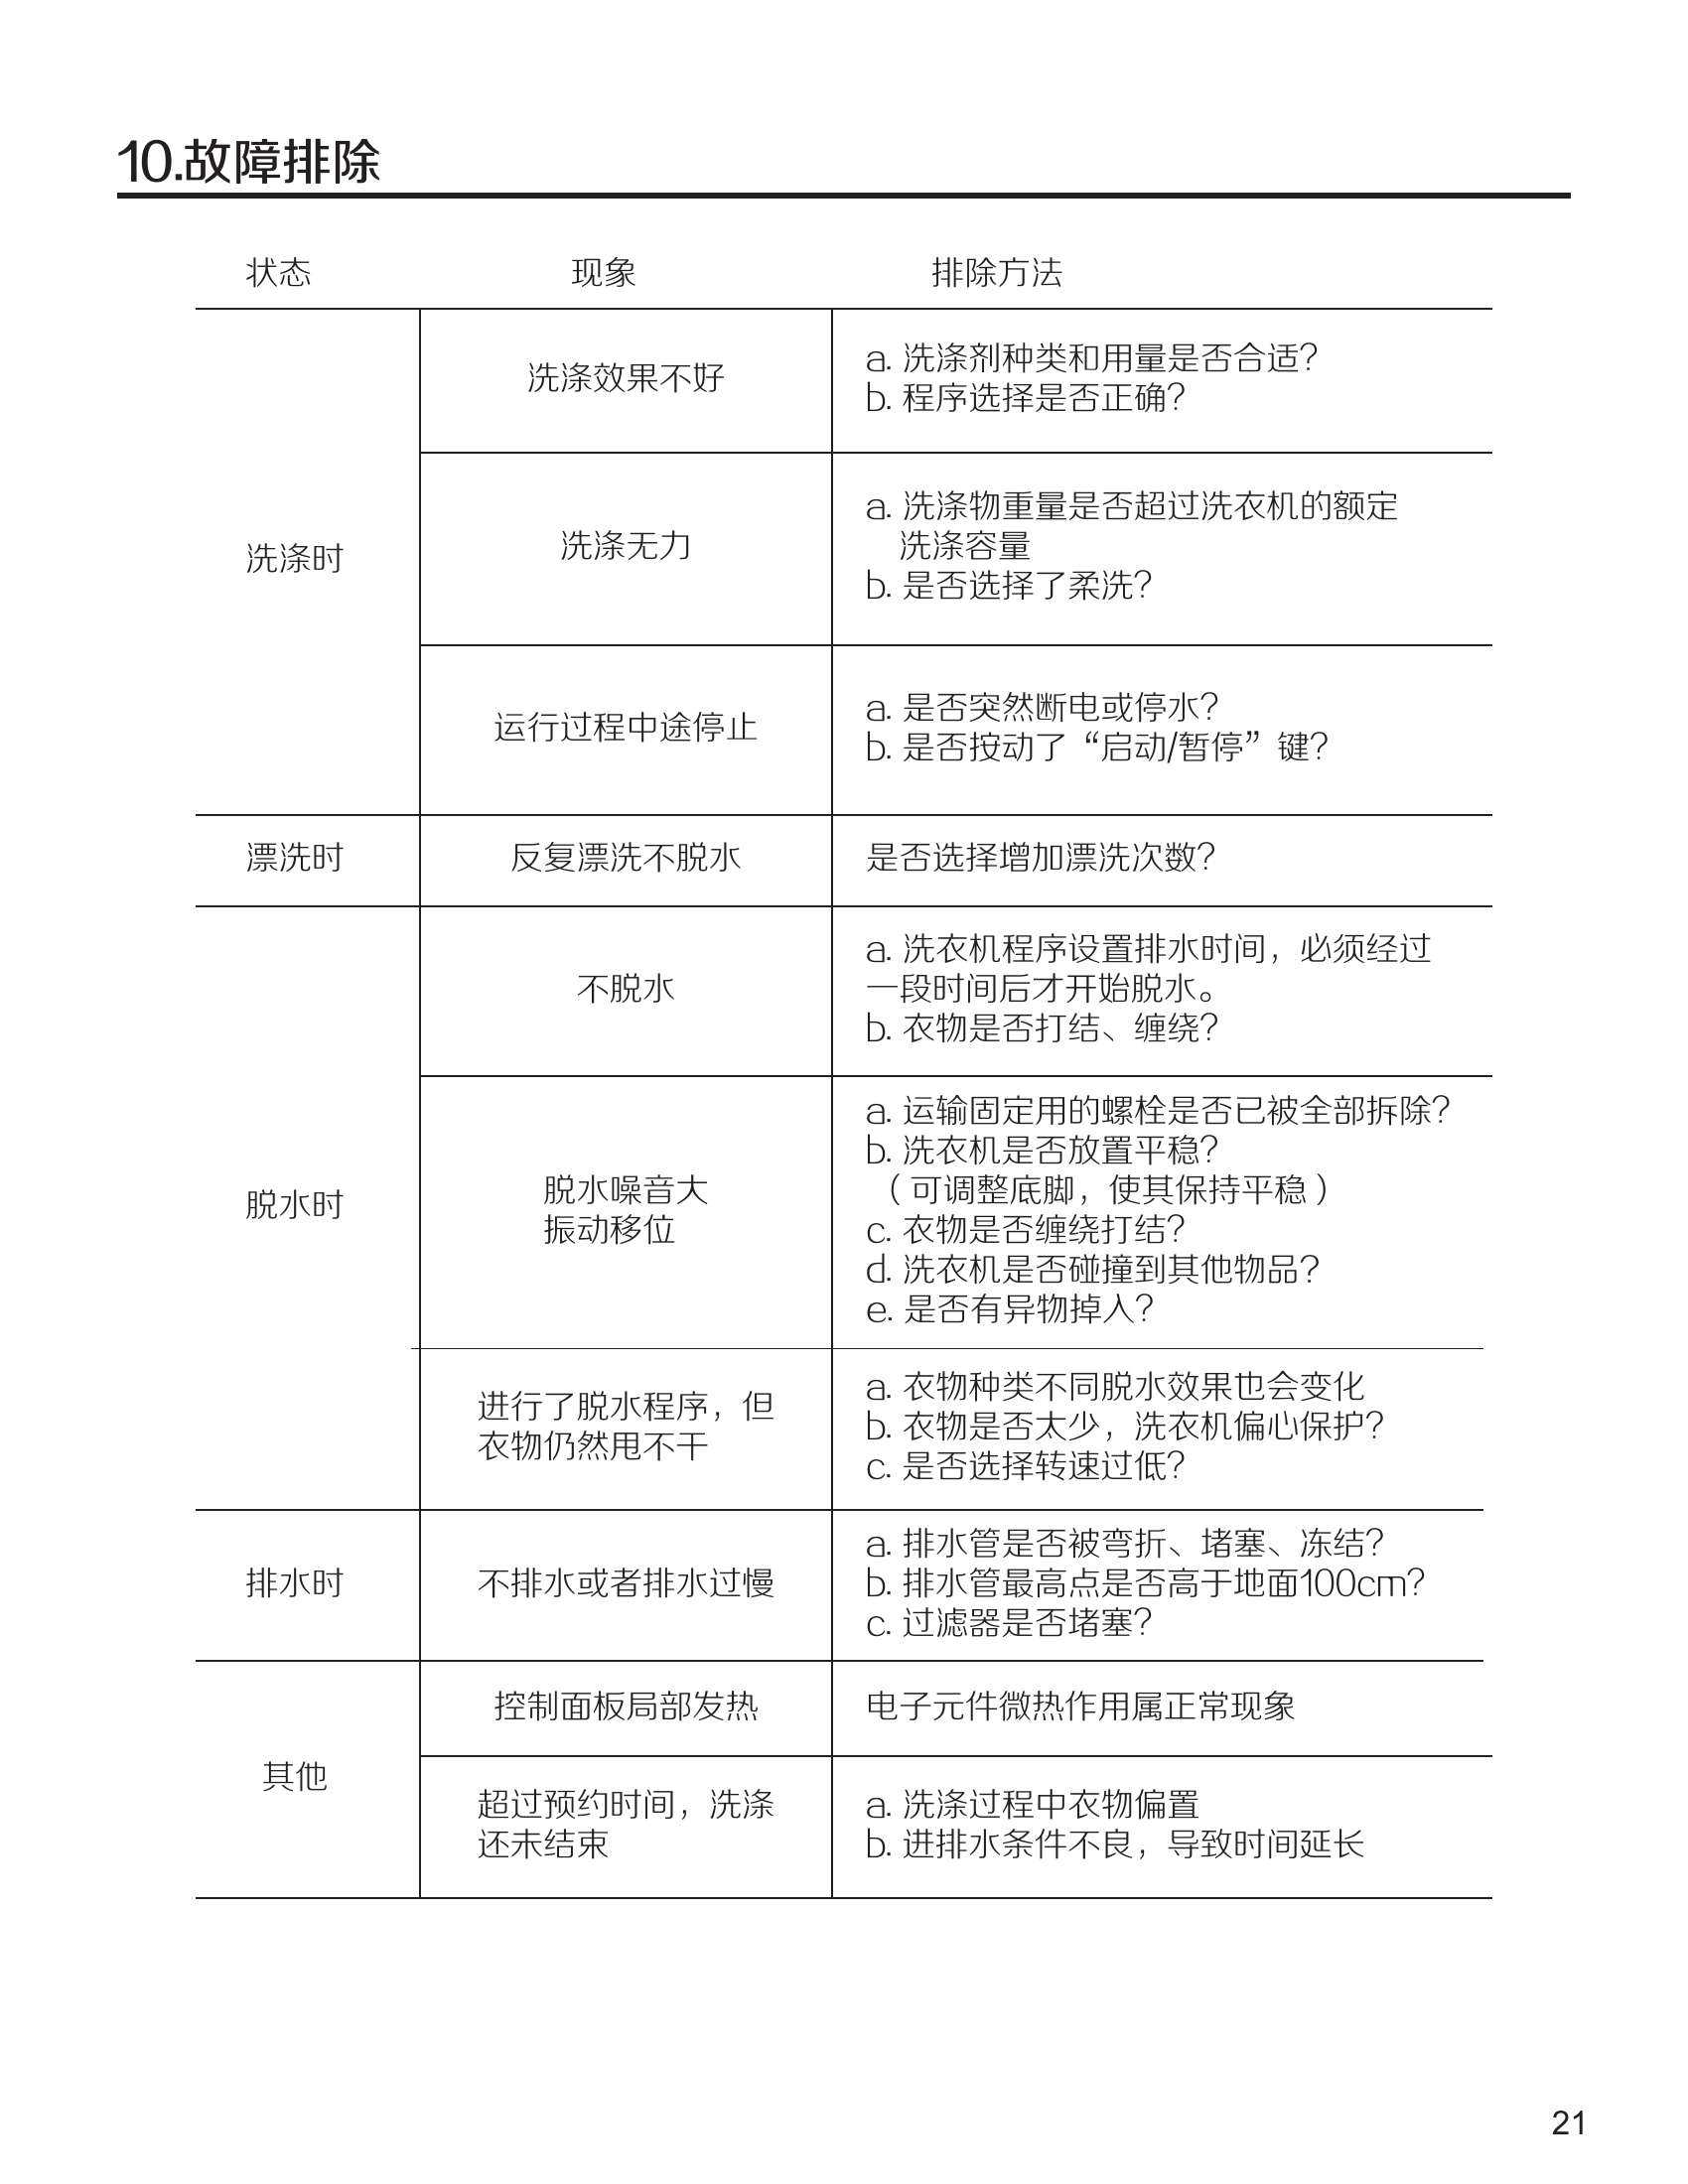 10.故障排除
状态 现象 排除方法
洗涤时
洗涤效果不好
a. 洗涤剂种类和用量是否合适？
b. 程序选择是否正确？
洗涤无力
a. 洗涤物重量是否超过洗衣机的额定
洗涤容量
b. 是否选择了柔洗？
运行过程中途停止
a. 是否突然断电或停水？
b. 是否按动了“启动/暂停”键？
漂洗时
反复漂洗不脱水
是否选择增加漂洗次数？
脱水时
不脱水
a. 洗衣机程序设置排水时间，必须经过
一段时间后才开始脱水。
b. 衣物是否打结、缠绕？
脱水噪音大
振动移位
a. 运输固定用的螺栓是否已被全部拆除？
b. 洗衣机是否放置平稳？
（可调整底脚，使其保持平稳）
c. 衣物是否缠绕打结？
d. 洗衣机是否碰撞到其他物品？
e. 是否有异物掉入？
进行了脱水程序，但
衣物仍然甩不干
a. 衣物种类不同脱水效果也会变化
b. 衣物是否太少，洗衣机偏心保护？
c. 是否选择转速过低？
排水时
不排水或者排水过慢
a. 排水管是否被弯折、堵塞、冻结？
b. 排水管最高点是否高于地面100cm？
c. 过滤器是否堵塞？
其他
控制面板局部发热
电子元件微热作用属正常现象
超过预约时间，洗涤
还未结束
a. 洗涤过程中衣物偏置
b. 进排水条件不良，导致时间延长
21